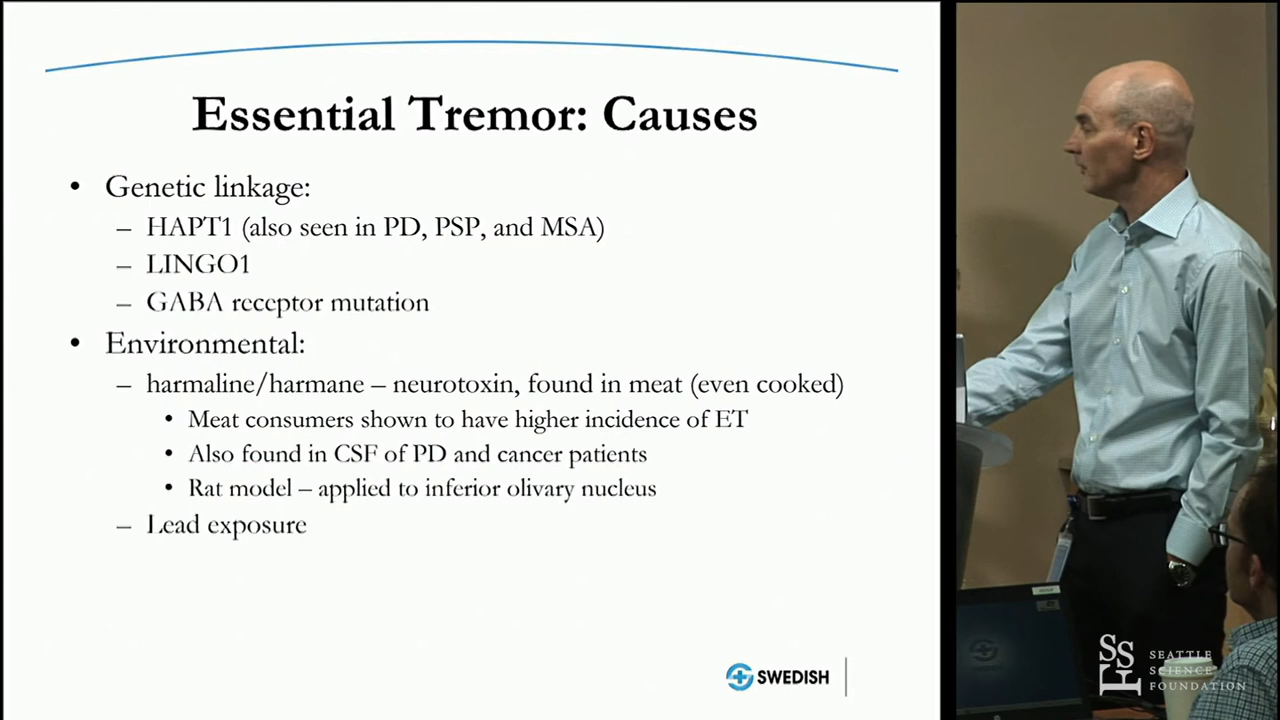 Essential Tremor: Causes
• Genetic linkage:
– HAPT1 (also seen in PD, PSP, and MSA)
– LINGO1
– GABA receptor mutation
• Environmental:
– harmaline/harmane – neurotoxin, found in meat (even cooked)
• Meat consumers shown to have higher incidence of ET
• Also found in CSF of PD and cancer patients
• Rat model – applied to inferior olivary nucleus
– Lead exposure
SWEDISH
SSF
SEATTLE
SCIENCE
FOUNDATION